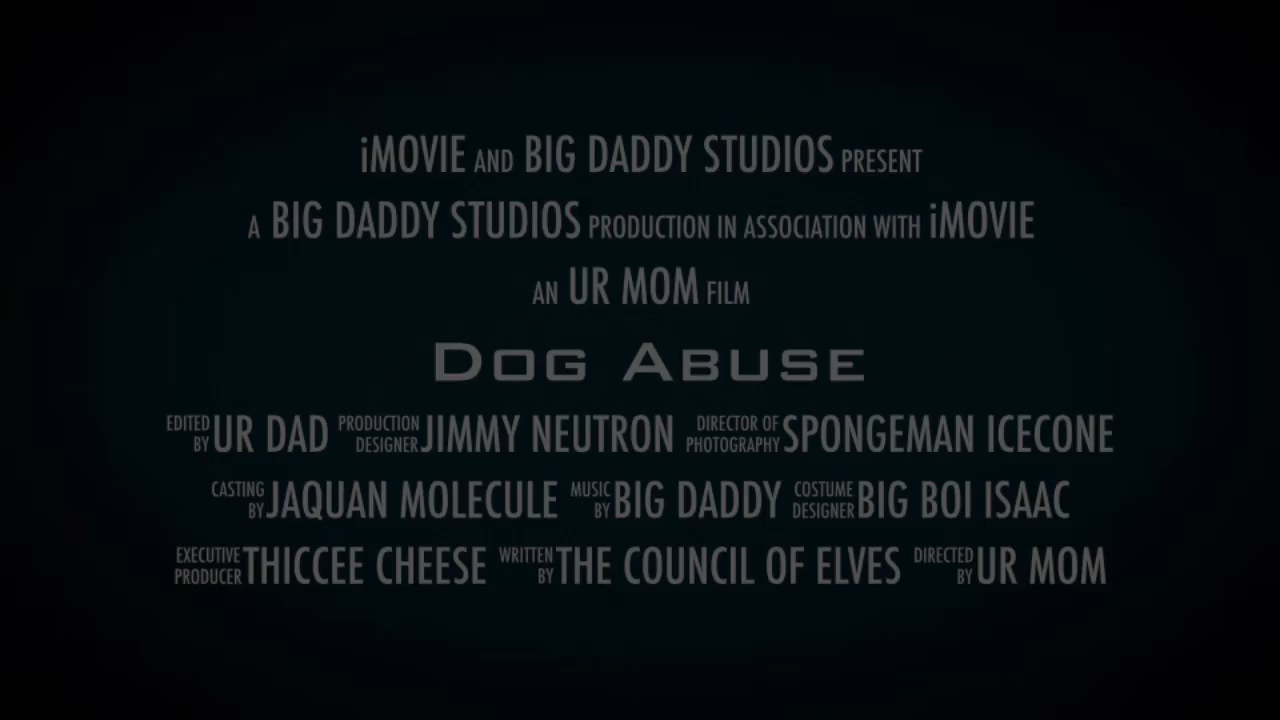 iMOVIE AND BIG DADDY STUDIOS PRESENT
A BIG DADDY STUDIOS PRODUCTION IN ASSOCIATION WITH iMOVIE
AN UR MOM FILM
DOG ABUSE
EDITED BY UR DAD PRODUCTION DESIGNER JIMMY NEUTRON DIRECTOR OF PHOTOGRAPHY SPONGEMAN ICECONE
CASTING BY JAQUAN MOLECULE MUSIC BY BIG DADDY COSTUME DESIGNER BIG BOI ISAAC
EXECUTIVE PRODUCER THICCEE CHEESE WRITTEN BY THE COUNCIL OF ELVES DIRECTED BY UR MOM